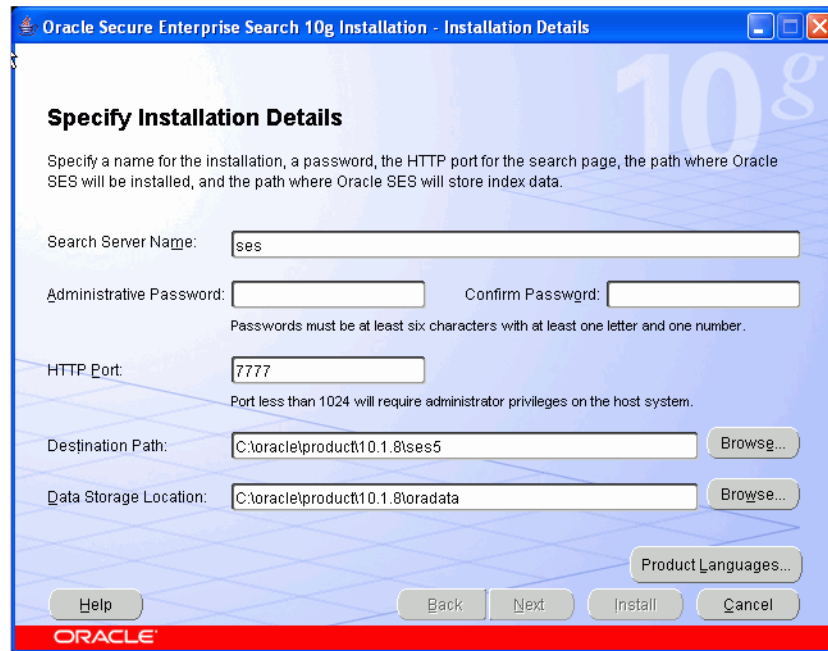 Oracle Secure Enterprise Search 10g Installation - Installation Details
10g
Specify Installation Details
Specify a name for the installation, a password, the HTTP port for the search page, the path where Oracle
SES will be installed, and the path where Oracle SES will store index data.
Search Server Name: ses
Administrative Password: Confirm Password:
Passwords must be at least six characters with at least one letter and one number.
HTTP Port: 7777
Port less than 1024 will require administrator privileges on the host system.
Destination Path: C:\oracle\product\10.1.8\ses5 Browse...
Data Storage Location: C:\oracle\product\10.1.8\oradata Browse...
Product Languages...
Help Back Next Install Cancel
ORACLE